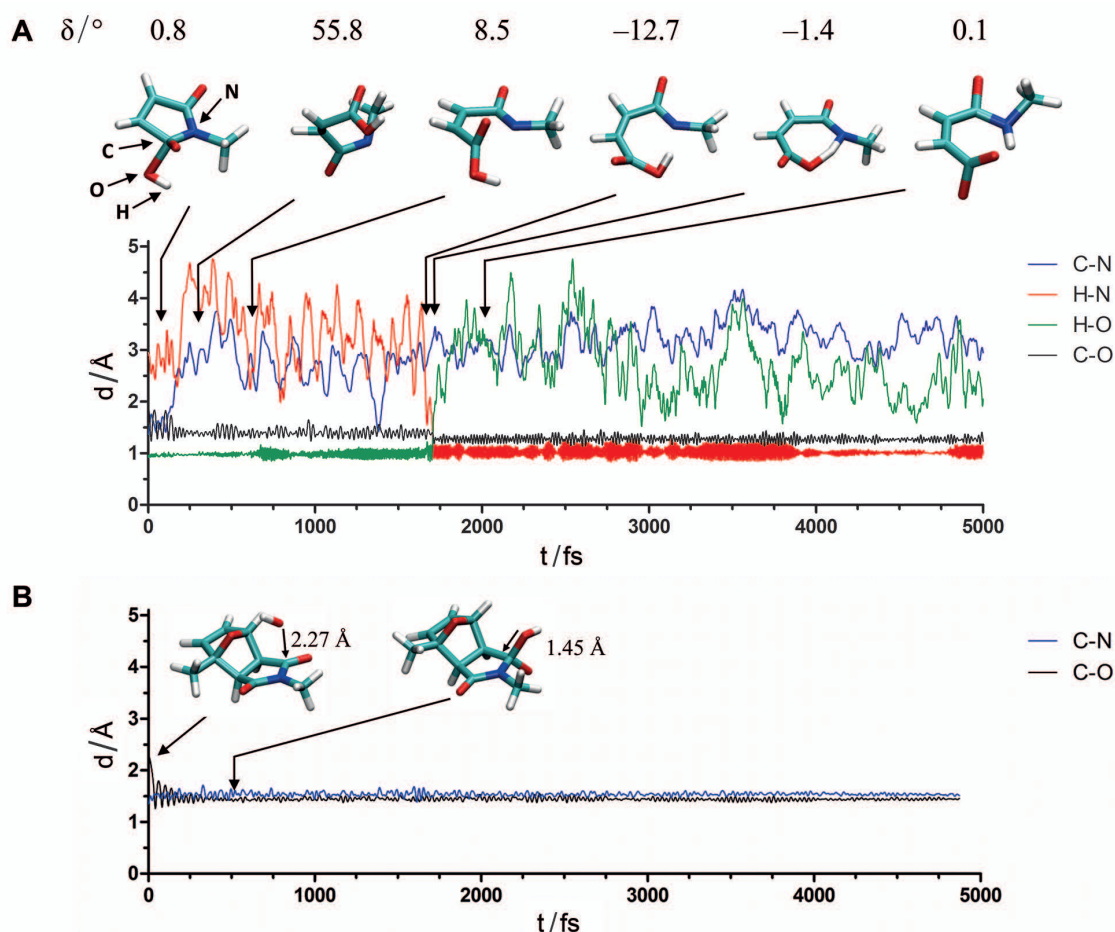 A δ/° 0.8 55.8 8.5 –12.7 –1.4 0.1
N
C
O
H
5
4
3
2
1
0
d/Å
C-N
H-N
H-O
C-O
0 1000 2000 3000 4000 5000
t/fs
B
5
4
3
2
1
0
d/Å
2.27 Å
1.45 Å
C-N
C-O
0 1000 2000 3000 4000 5000
t/fs